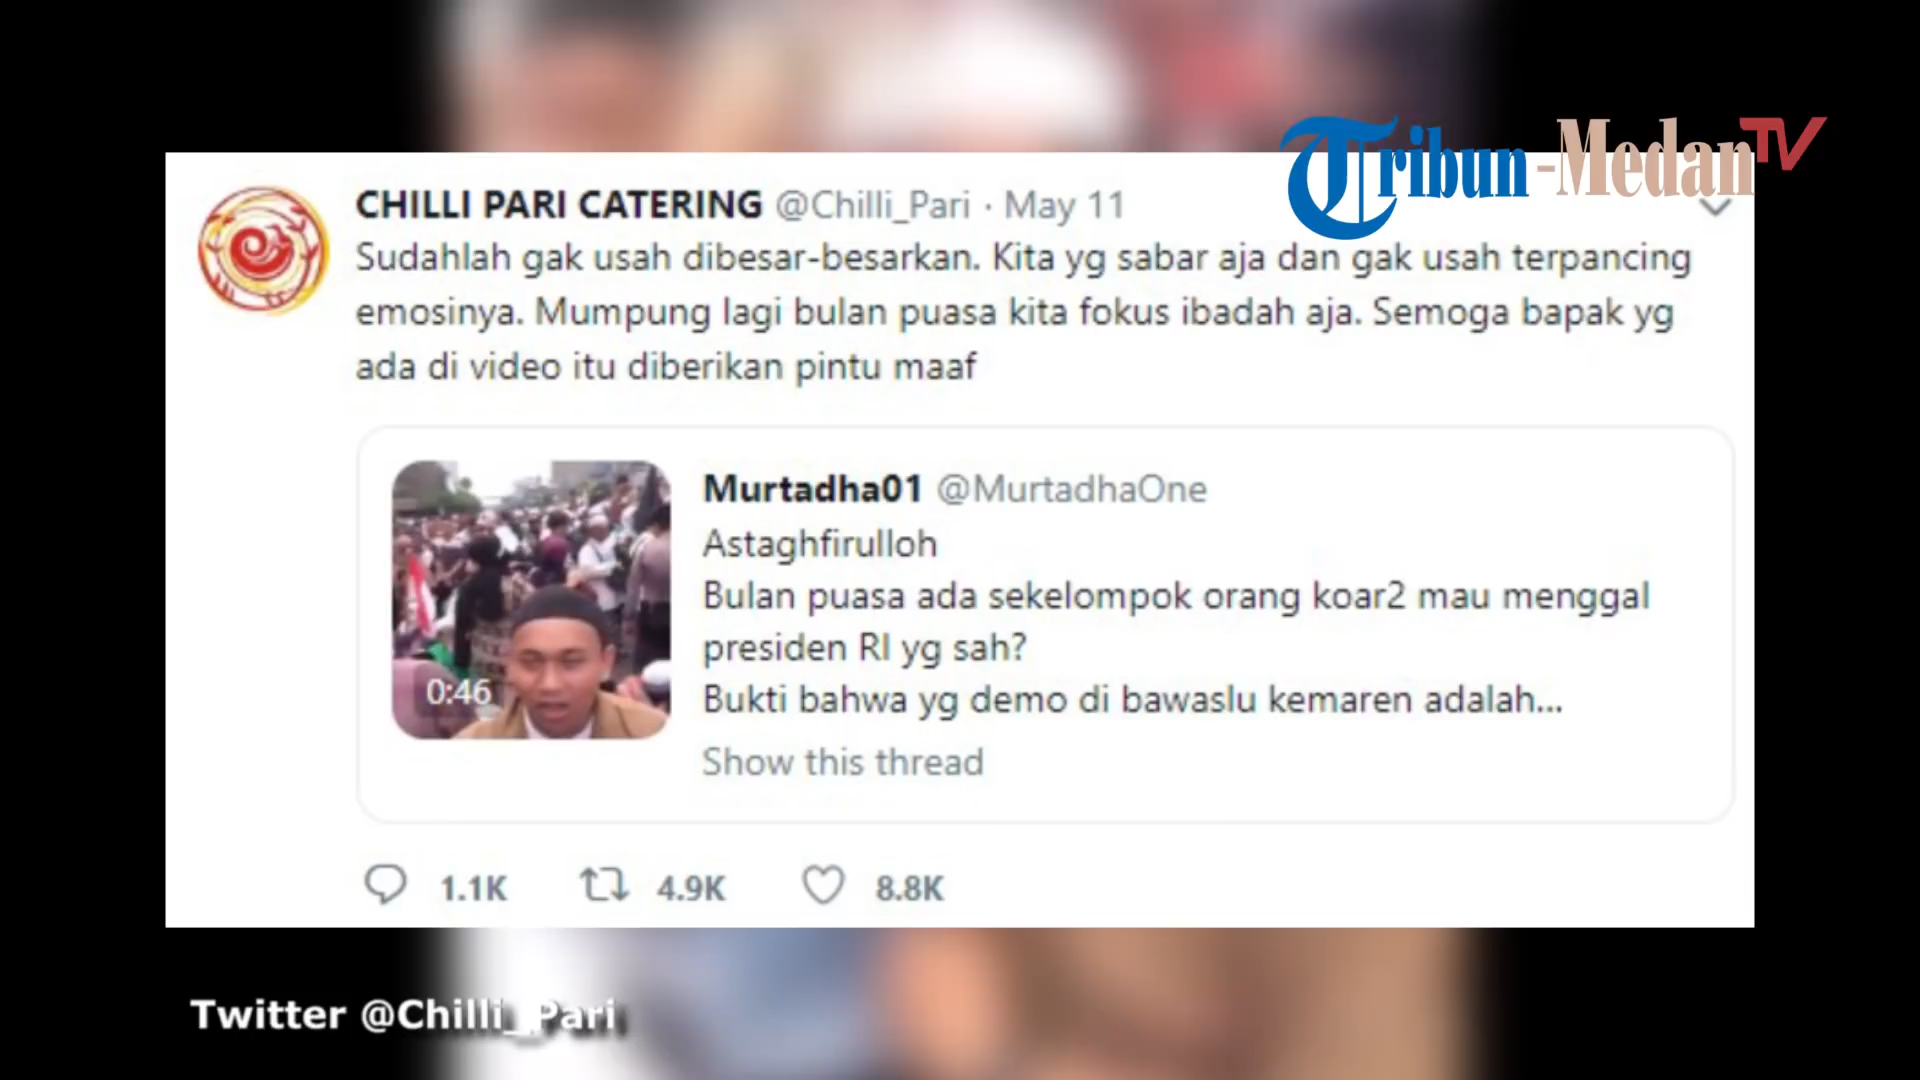 Tribun-Medan TV
CHILLI PARI CATERING @Chilli_Pari · May 11
Sudahlah gak usah dibesar-besarkan. Kita yg sabar aja dan gak usah terpancing
emosinya. Mumpung lagi bulan puasa kita fokus ibadah aja. Semoga bapak yg
ada di video itu diberikan pintu maaf
Murtadha01 @MurtadhaOne
Astaghfirulloh
Bulan puasa ada sekelompok orang koar2 mau menggal
presiden RI yg sah?
Bukti bahwa yg demo di bawaslu kemaren adalah...
Show this thread
0:46
1.1K 4.9K 8.8K
Twitter @Chilli_Pari